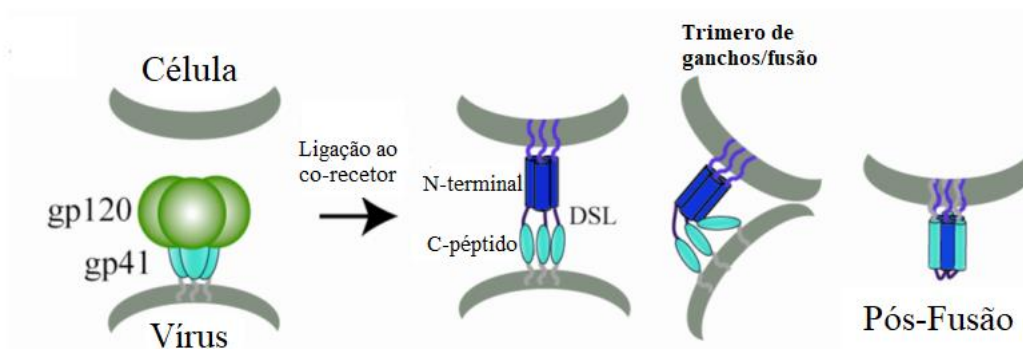 Célula
gp120
gp41
Vírus
Ligação ao
co-recetor
N-terminal
DSL
C-péptido
Trimero de
ganchos/fusão
Pós-Fusão